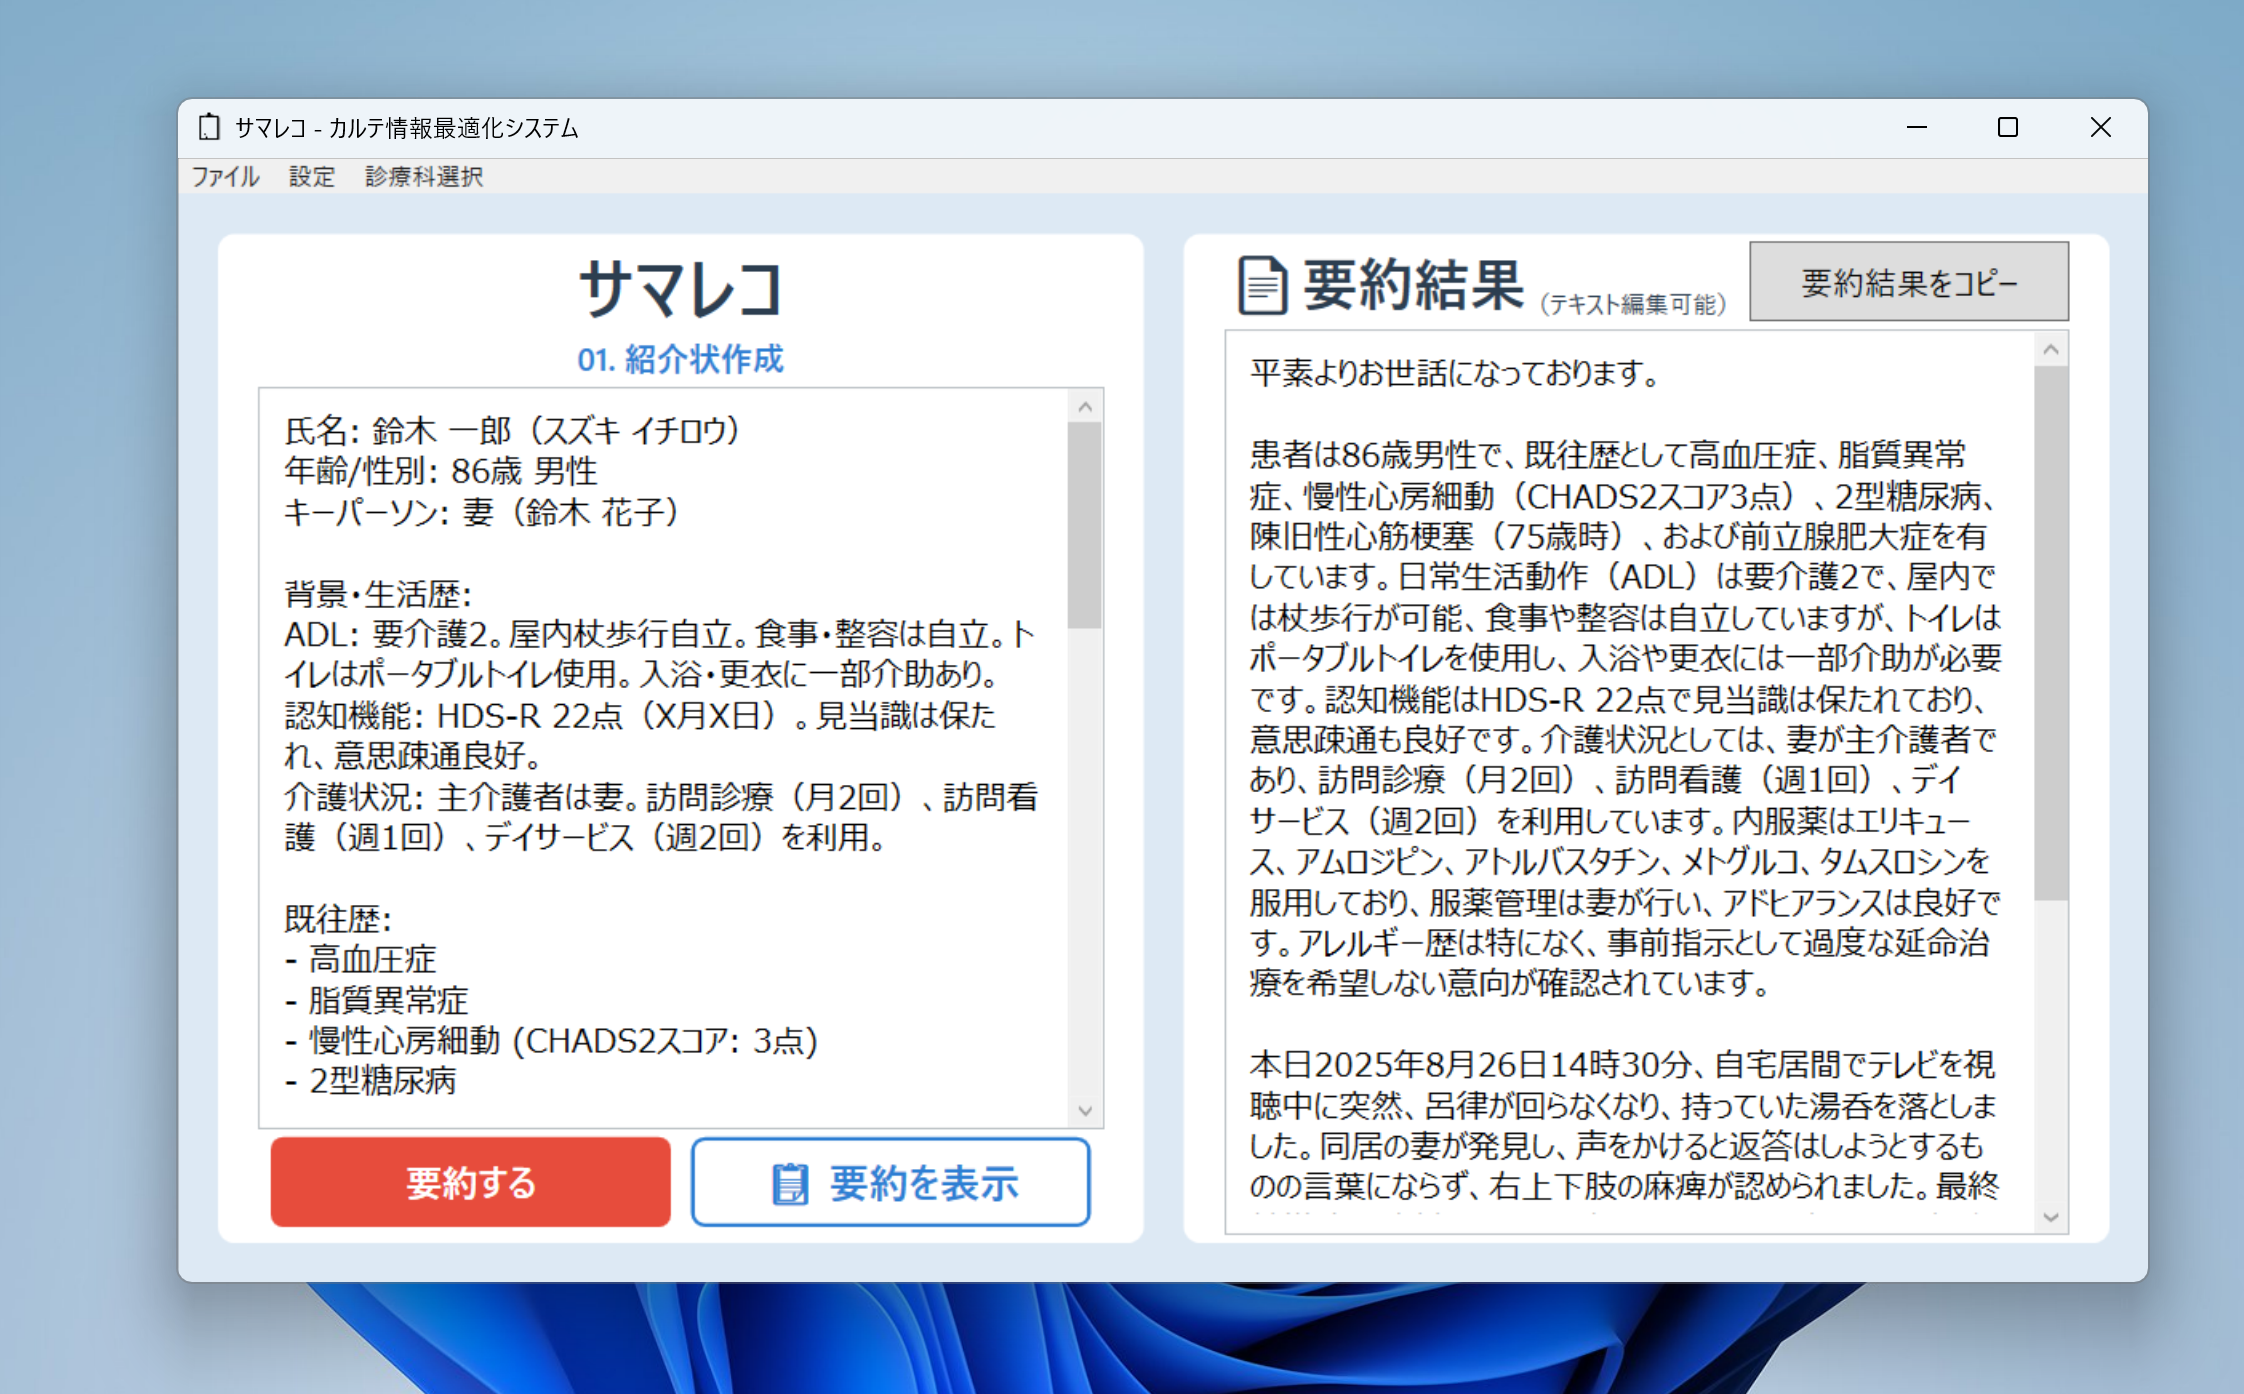 サマレコ - カルテ情報最適化システム
ファイル 設定 診療科選択
サマレコ
01. 紹介状作成
氏名: 鈴木 一郎（スズキ イチロウ）
年齢/性別: 86歳 男性
キーパーソン: 妻（鈴木 花子）
背景・生活歴:
ADL: 要介護2。屋内杖歩行自立。食事・整容は自立。ト
イレはポータブルトイレ使用。入浴・更衣に一部介助あり。
認知機能: HDS-R 22点（X月X日）。見当識は保た
れ、意思疎通良好。
介護状況: 主介護者は妻。訪問診療（月2回）、訪問看
護（週1回）、デイサービス（週2回）を利用。
既往歴:
- 高血圧症
- 脂質異常症
- 慢性心房細動 (CHADS2スコア: 3点)
- 2型糖尿病
要約する
要約を表示
要約結果 （テキスト編集可能）
要約結果をコピー
平素よりお世話になっております。
患者は86歳男性で、既往歴として高血圧症、脂質異常
症、慢性心房細動（CHADS2スコア3点）、2型糖尿病、
陳旧性心筋梗塞（75歳時）、および前立腺肥大症を有
しています。日常生活動作（ADL）は要介護2で、屋内で
は杖歩行が可能、食事や整容は自立していますが、トイレは
ポータブルトイレを使用し、入浴や更衣には一部介助が必要
です。認知機能はHDS-R 22点で見当識は保たれており、
意思疎通も良好です。介護状況としては、妻が主介護者で
あり、訪問診療（月2回）、訪問看護（週1回）、デイ
サービス（週2回）を利用しています。内服薬はエリキュー
ス、アムロジピン、アトルバスタチン、メトグルコ、タムスロシンを
服用しており、服薬管理は妻が行い、アドヒアランスは良好で
す。アレルギー歴は特になく、事前指示として過度な延命治
療を希望しない意向が確認されています。
本日2025年8月26日14時30分、自宅居間でテレビを視
聴中に突然、呂律が回らなくなり、持っていた湯呑を落としま
した。同居の妻が発見し、声をかけると返答はしようとするも
のの言葉にならず、右上下肢の麻痺が認められました。最終